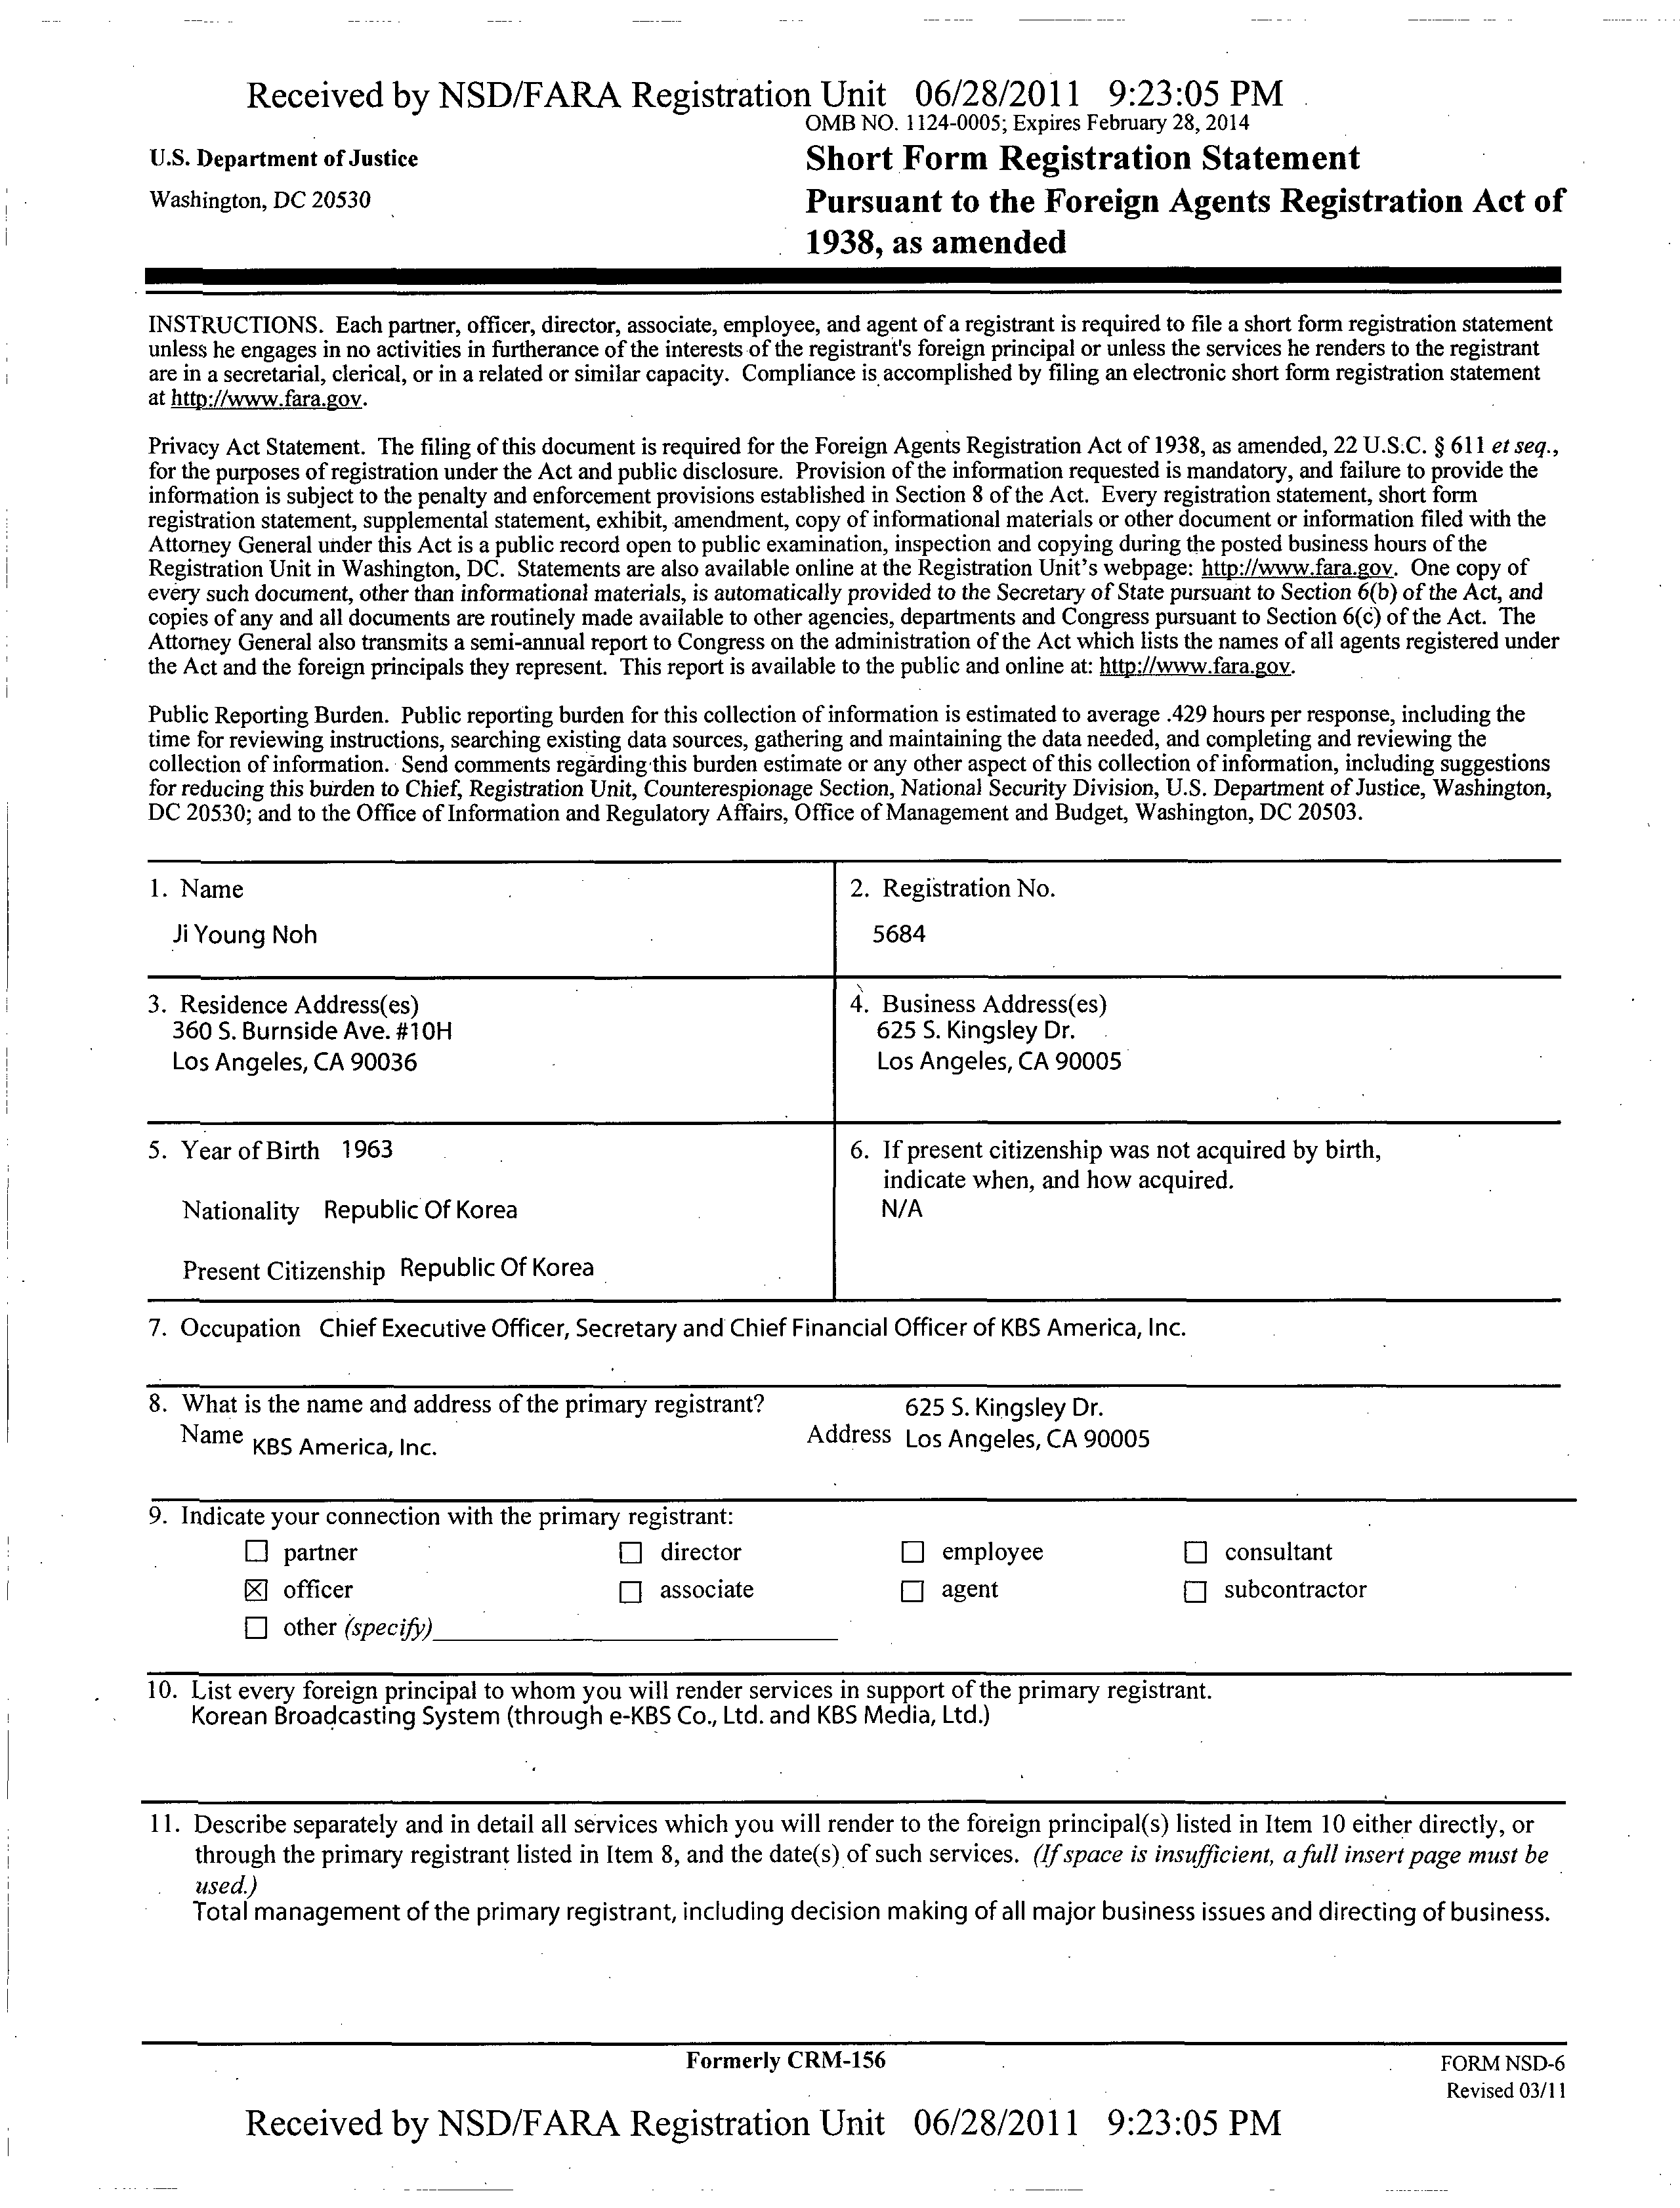 Received by NSD/FARA Registration Unit 06/28/2011 9:23:05 PM
OMB NO. 1124-0005; Expires February 28, 2014
U.S. Department of Justice
Washington, DC 20530
Short Form Registration Statement
Pursuant to the Foreign Agents Registration Act of
1938, as amended
INSTRUCTIONS. Each partner, officer, director, associate, employee, and agent of a registrant is required to file a short form registration statement
unless he engages in no activities in furtherance of the interests of the registrant's foreign principal or unless the services he renders to the registrant
are in a secretarial, clerical, or in a related or similar capacity. Compliance is accomplished by filing an electronic short form registration statement
at http://www.fara.gov.
Privacy Act Statement. The filing of this document is required for the Foreign Agents Registration Act of 1938, as amended, 22 U.S.C. § 611 et seq.,
for the purposes of registration under the Act and public disclosure. Provision of the information requested is mandatory, and failure to provide the
information is subject to the penalty and enforcement provisions established in Section 8 of the Act. Every registration statement, short form
registration statement, supplemental statement, exhibit, amendment, copy of informational materials or other document or information filed with the
Attorney General under this Act is a public record open to public examination, inspection and copying during the posted business hours of the
Registration Unit in Washington, DC. Statements are also available online at the Registration Unit's webpage: http://www.fara.gov. One copy of
every such document, other than informational materials, is automatically provided to the Secretary of State pursuant to Section 6(b) of the Act, and
copies of any and all documents are routinely made available to other agencies, departments and Congress pursuant to Section 6(c) of the Act. The
Attorney General also transmits a semi-annual report to Congress on the administration of the Act which lists the names of all agents registered under
the Act and the foreign principals they represent. This report is available to the public and online at: http://www.fara.gov.
Public Reporting Burden. Public reporting burden for this collection of information is estimated to average .429 hours per response, including the
time for reviewing instructions, searching existing data sources, gathering and maintaining the data needed, and completing and reviewing the
collection of information. Send comments regarding this burden estimate or any other aspect of this collection of information, including suggestions
for reducing this burden to Chief, Registration Unit, Counterespionage Section, National Security Division, U.S. Department of Justice, Washington,
DC 20530; and to the Office of Information and Regulatory Affairs, Office of Management and Budget, Washington, DC 20503.
1. Name
Ji Young Noh
2. Registration No.
5684
3. Residence Address(es)
360 S. Burnside Ave. #10H
Los Angeles, CA 90036
4. Business Address(es)
625 S. Kingsley Dr.
Los Angeles, CA 90005
5. Year of Birth 1963
Nationality Republic Of Korea
Present Citizenship Republic Of Korea
6. If present citizenship was not acquired by birth,
indicate when, and how acquired.
N/A
7. Occupation Chief Executive Officer, Secretary and Chief Financial Officer of KBS America, Inc.
8. What is the name and address of the primary registrant?
Name KBS America, Inc.
625 S. Kingsley Dr.
Address Los Angeles, CA 90005
9. Indicate your connection with the primary registrant:
☐ partner ☐ director ☐ employee ☐ consultant
☒ officer ☐ associate ☐ agent ☐ subcontractor
☐ other (specify)
10. List every foreign principal to whom you will render services in support of the primary registrant.
Korean Broadcasting System (through e-KBS Co., Ltd. and KBS Media, Ltd.)
11. Describe separately and in detail all services which you will render to the foreign principal(s) listed in Item 10 either directly, or
through the primary registrant listed in Item 8, and the date(s) of such services. (If space is insufficient, a full insert page must be
used.)
Total management of the primary registrant, including decision making of all major business issues and directing of business.
Formerly CRM-156
FORM NSD-6
Revised 03/11
Received by NSD/FARA Registration Unit 06/28/2011 9:23:05 PM